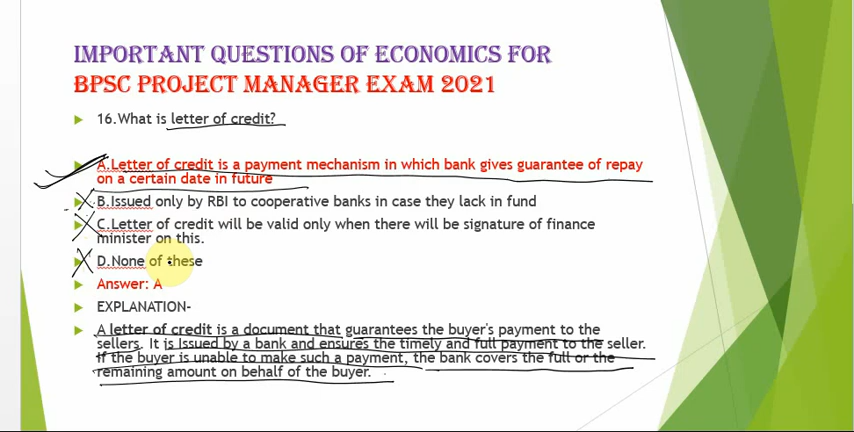 IMPORTANT QUESTIONS OF ECONOMICS FOR
BPSC PROJECT MANAGER EXAM 2021
16.What is letter of credit?
A.Letter of credit is a payment mechanism in which bank gives guarantee of repay
on a certain date in future
B.Issued only by RBI to cooperative banks in case they lack in fund
C.Letter of credit will be valid only when there will be signature of finance
minister on this.
D.None of these
Answer: A
EXPLANATION-
A letter of credit is a document that guarantees the buyer's payment to the
sellers. It is Issued by a bank and ensures the timely and full payment to the seller.
If the buyer is unable to make such a payment, the bank covers the full or the
remaining amount on behalf of the buyer.